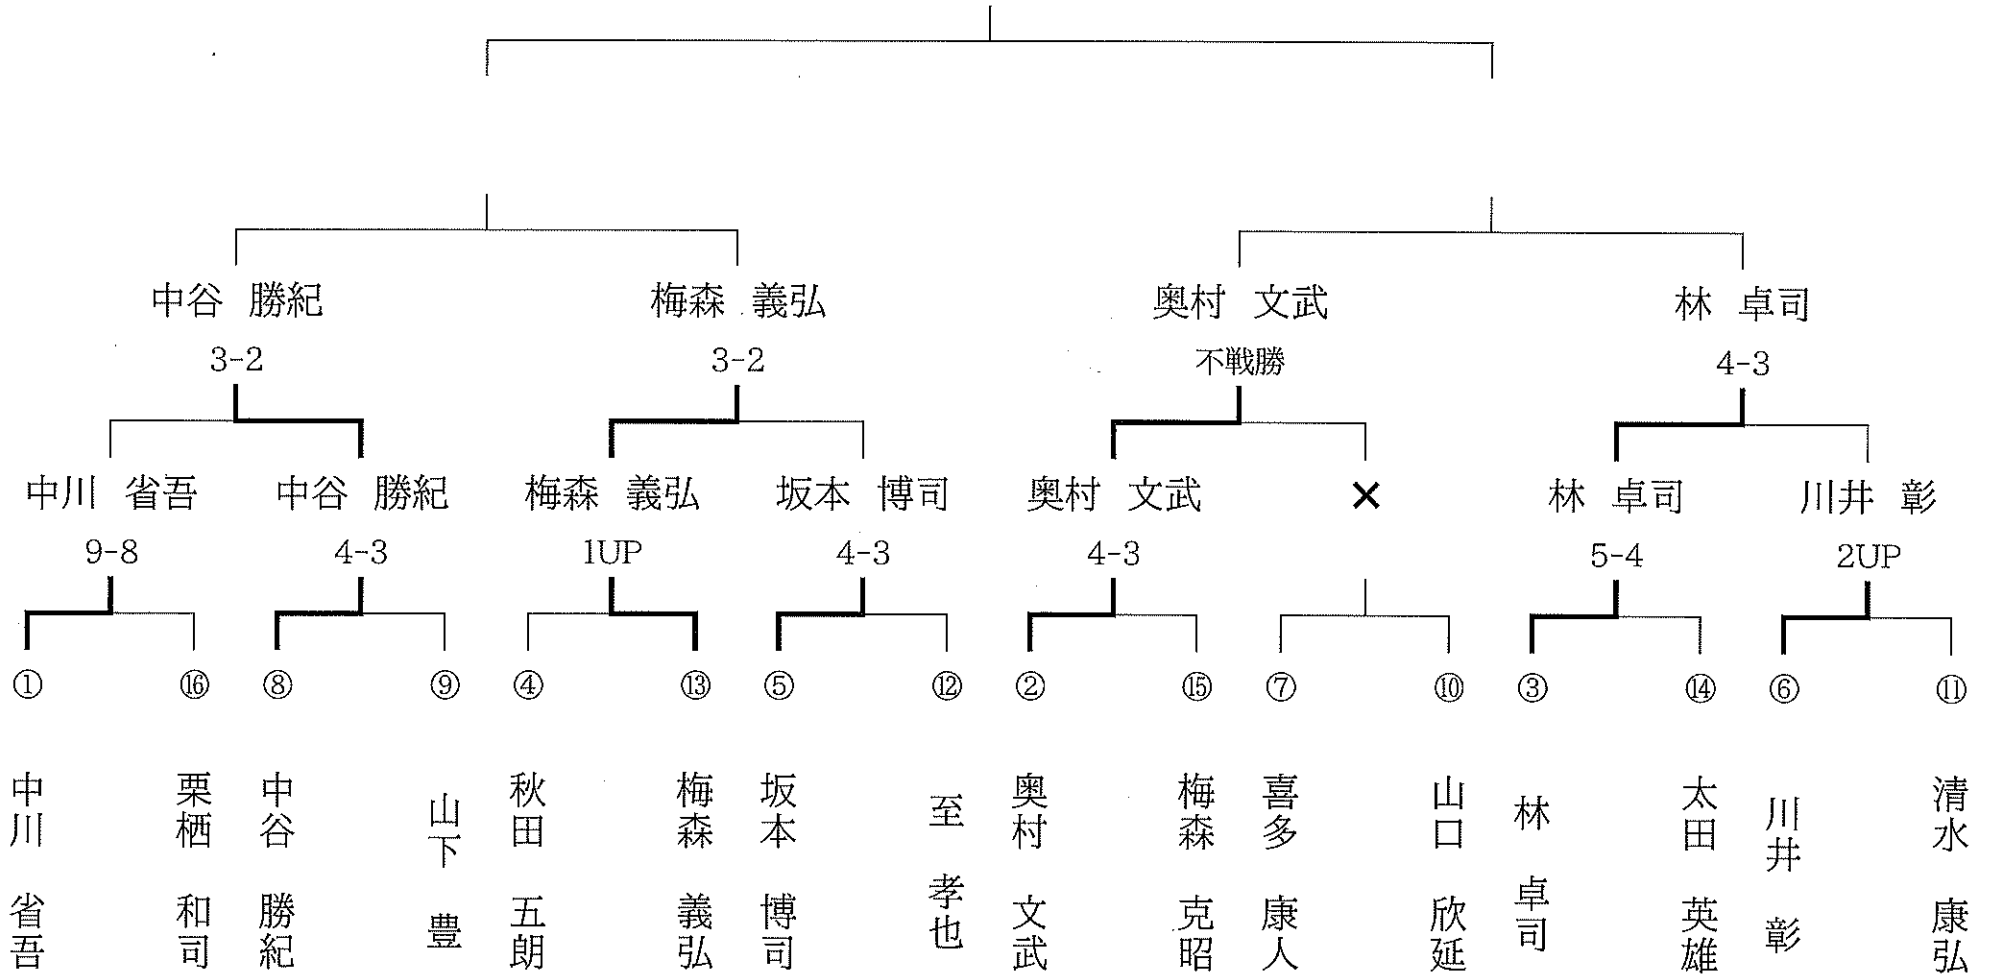 中谷 勝紀 梅森 義弘 奥村 文武 林 卓司
3-2 3-2 不戦勝 4-3
中川 省吾 中谷 勝紀 梅森 義弘 坂本 博司 奥村 文武 × 林 卓司 川井 彰
9-8 4-3 1UP 4-3 4-3 5-4 2UP
① ⑯ ⑧ ⑨ ④ ⑬ ⑤ ⑫ ② ⑮ ⑦ ⑩ ③ ⑭ ⑥ ⑪
中川 省吾
栗栖 和司
中谷 勝紀
山下 豊
秋田 五朗
梅森 義弘
坂本 博司
至 孝也
奥村 文武
梅森 克昭
喜多 康人
山口 欣延
林 卓司
太田 英雄
川井 彰
清水 康弘